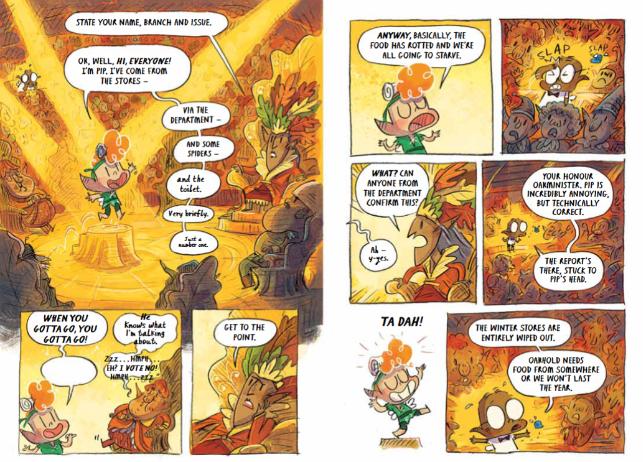 STATE YOUR NAME, BRANCH AND ISSUE.
OK, WELL, HI, EVERYONE!
I'M PIP, I'VE COME FROM
THE STORES –
VIA THE
DEPARTMENT –
AND SOME
SPIDERS –
and the
toilet.
Very briefly.
Just a
number one.
WHEN YOU
GOTTA GO, YOU
GOTTA GO!
He
knows what
I'm talking
about.
Zzz...HMPH...
EH? I VOTE NO!
HMPH...zzz
GET TO THE
POINT.
ANYWAY, BASICALLY, THE
FOOD HAS ROTTED AND WE'RE
ALL GOING TO STARVE.
SLAP
SLAP
WHAT? CAN
ANYONE FROM
THE DEPARTMENT
CONFIRM THIS?
Ah –
y-yes.
YOUR HONOUR
OAKMINISTER, PIP IS
INCREDIBLY ANNOYING,
BUT TECHNICALLY
CORRECT.
THE REPORT'S
THERE, STUCK TO
PIP'S HEAD.
TA DAH!
THE WINTER STORES ARE
ENTIRELY WIPED OUT.
OAKHOLD NEEDS
FOOD FROM SOMEWHERE
OR WE WON'T LAST
THE YEAR.